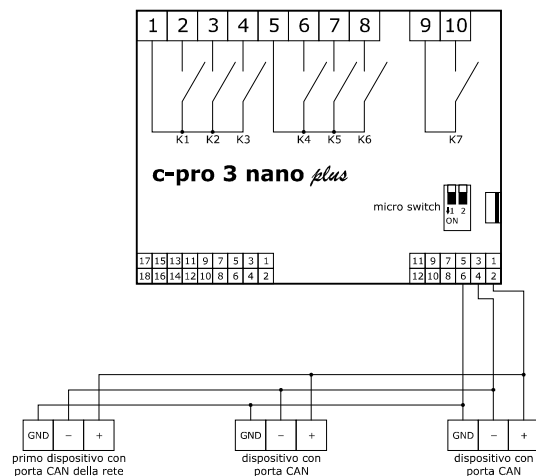 1 2 3 4 5 6 7 8 9 10
K1 K2 K3 K4 K5 K6 K7
c-pro 3 nano plus
micro switch
1 2
ON
17 15 13 11 9 7 5 3 1
18 16 14 12 10 8 6 4 2
11 9 7 5 3 1
12 10 8 6 4 2
GND - +
primo dispositivo con
porta CAN della rete
GND - +
dispositivo con
porta CAN
GND - +
dispositivo con
porta CAN